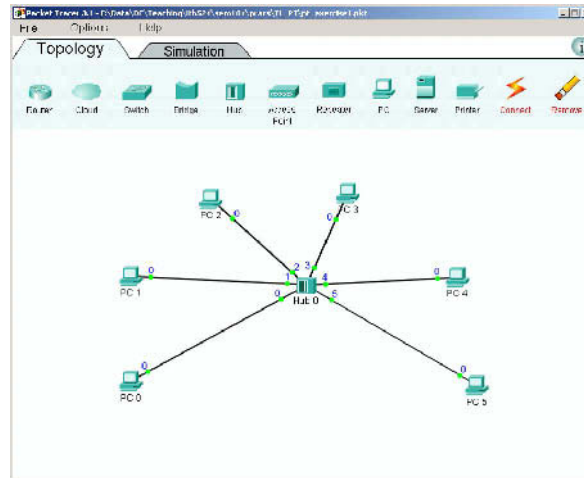 Packet Tracer 3.1 -
File Options Help
Topology Simulation
Router Cloud Switch Bridge Hub Access Point Repeater PC Server Printer Connect Remove
PC 2 0
0 PC 3
PC 1 0
1 2 3 4
0 5
Hub 0
0 PC 4
0
PC 0
0
PC 5